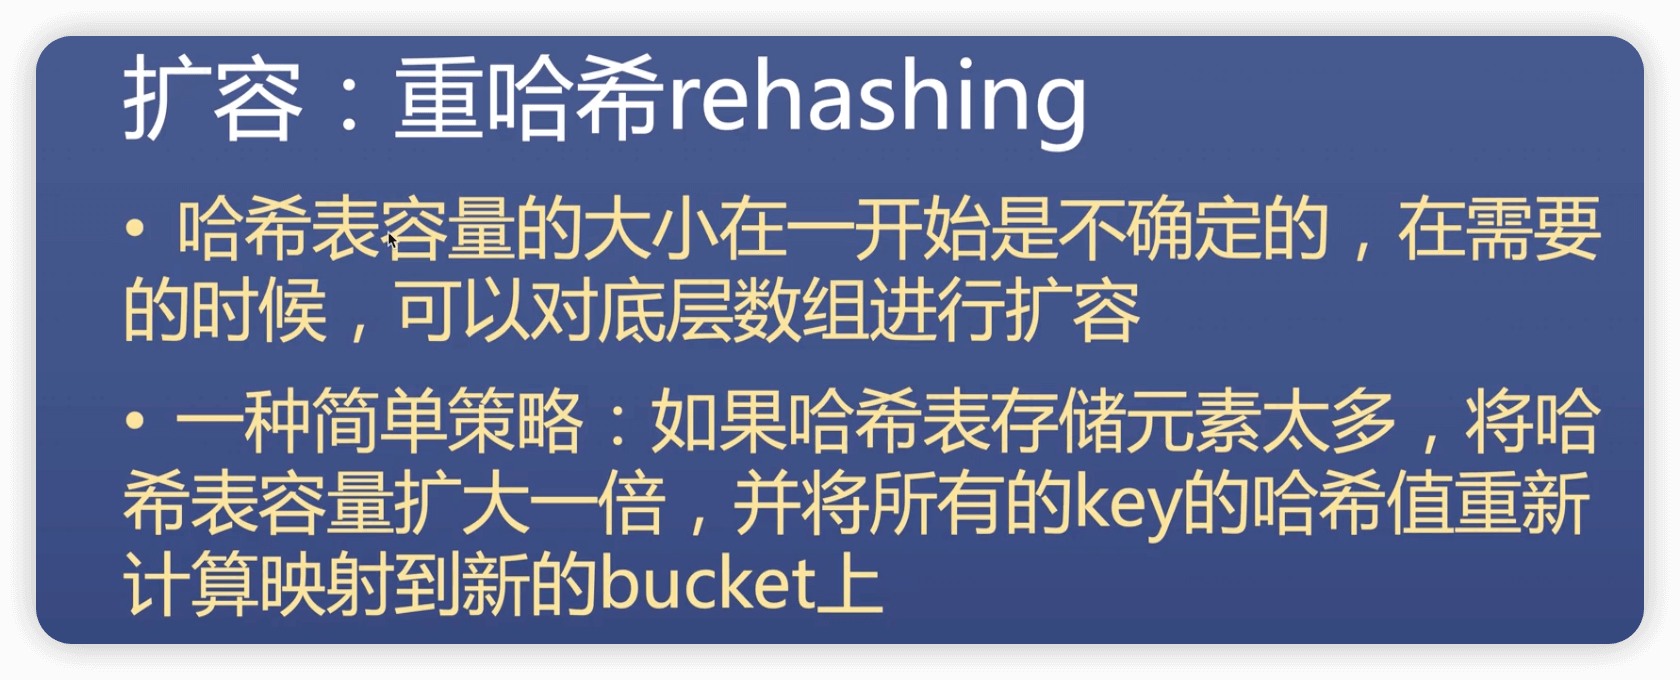 扩容：重哈希rehashing
• 哈希表容量的大小在一开始是不确定的，在需要
的时候，可以对底层数组进行扩容
• 一种简单策略：如果哈希表存储元素太多，将哈
希表容量扩大一倍，并将所有的key的哈希值重新
计算映射到新的bucket上